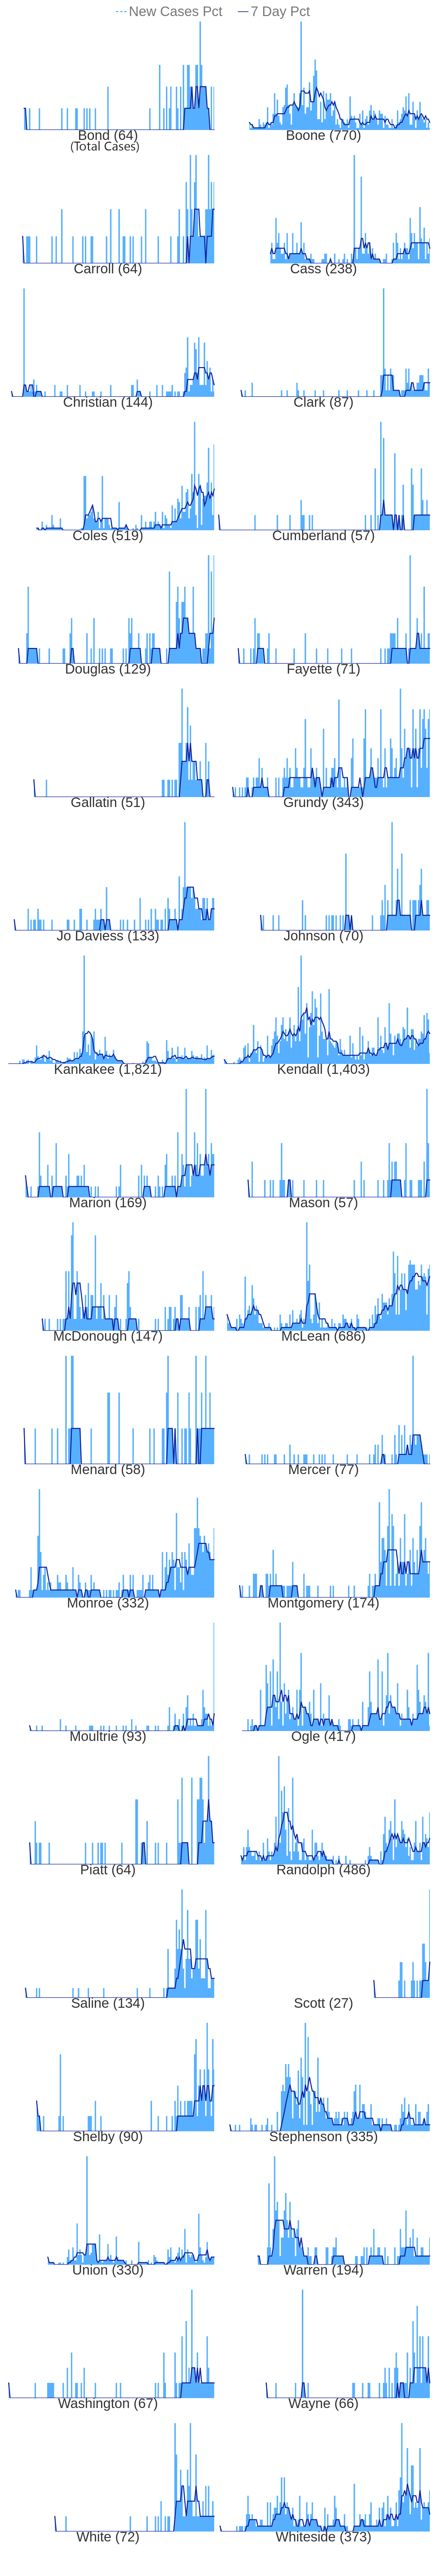 New Cases Pct 7 Day Pct
Bond (64) Boone (770)
(Total Cases)
Carroll (64) Cass (238)
Christian (144) Clark (87)
Coles (519) Cumberland (57)
Douglas (129) Fayette (71)
Gallatin (51) Grundy (343)
Jo Daviess (133) Johnson (70)
Kankakee (1,821) Kendall (1,403)
Marion (169) Mason (57)
McDonough (147) McLean (686)
Menard (58) Mercer (77)
Monroe (332) Montgomery (174)
Moultrie (93) Ogle (417)
Piatt (64) Randolph (486)
Saline (134) Scott (27)
Shelby (90) Stephenson (335)
Union (330) Warren (194)
Washington (67) Wayne (66)
White (72) Whiteside (373)